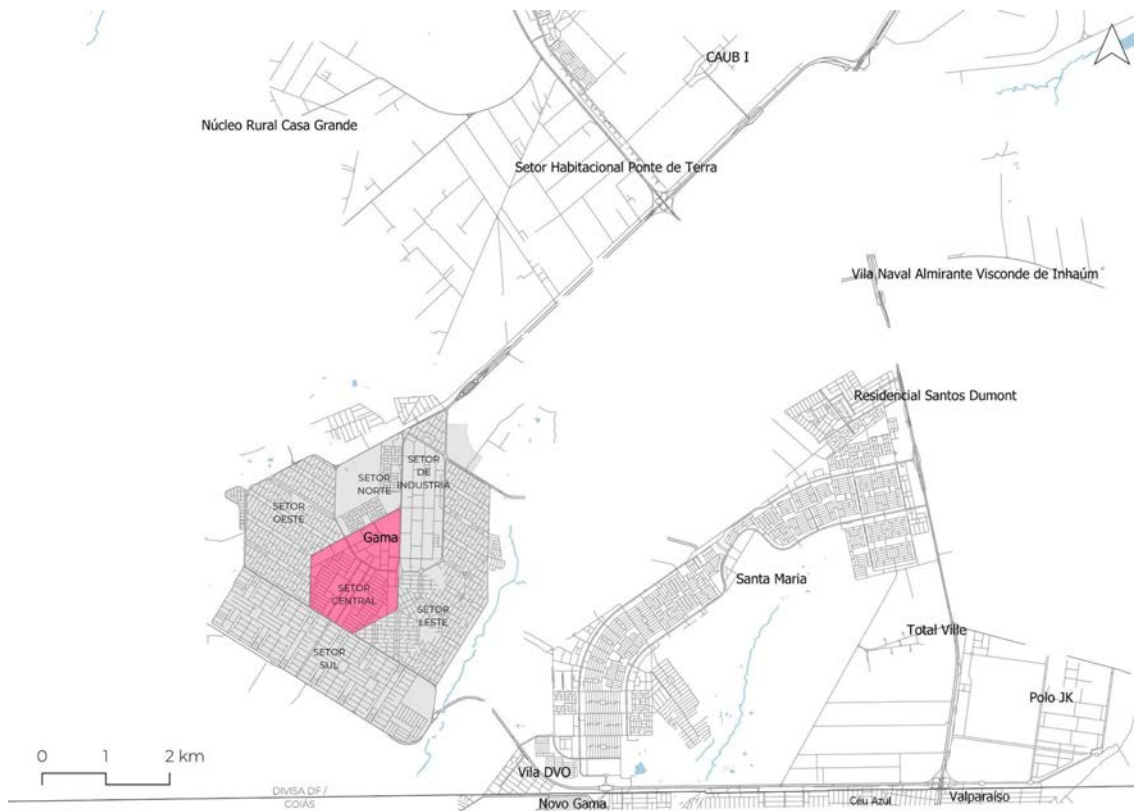 CAUB I
Núcleo Rural Casa Grande
Setor Habitacional Ponte de Terra
Vila Naval Almirante Visconde de Inhaúm
Residencial Santos Dumont
SETOR
DE
INDUSTRIA
SETOR
NORTE
SETOR
OESTE
Gama
SETOR
CENTRAL
SETOR
LESTE
SETOR
SUL
Santa Maria
Total Ville
Polo JK
0 1 2 km
Vila DVO
DIVISA DF /
GOIÁS
Novo Gama
Céu Azul
Valparaíso